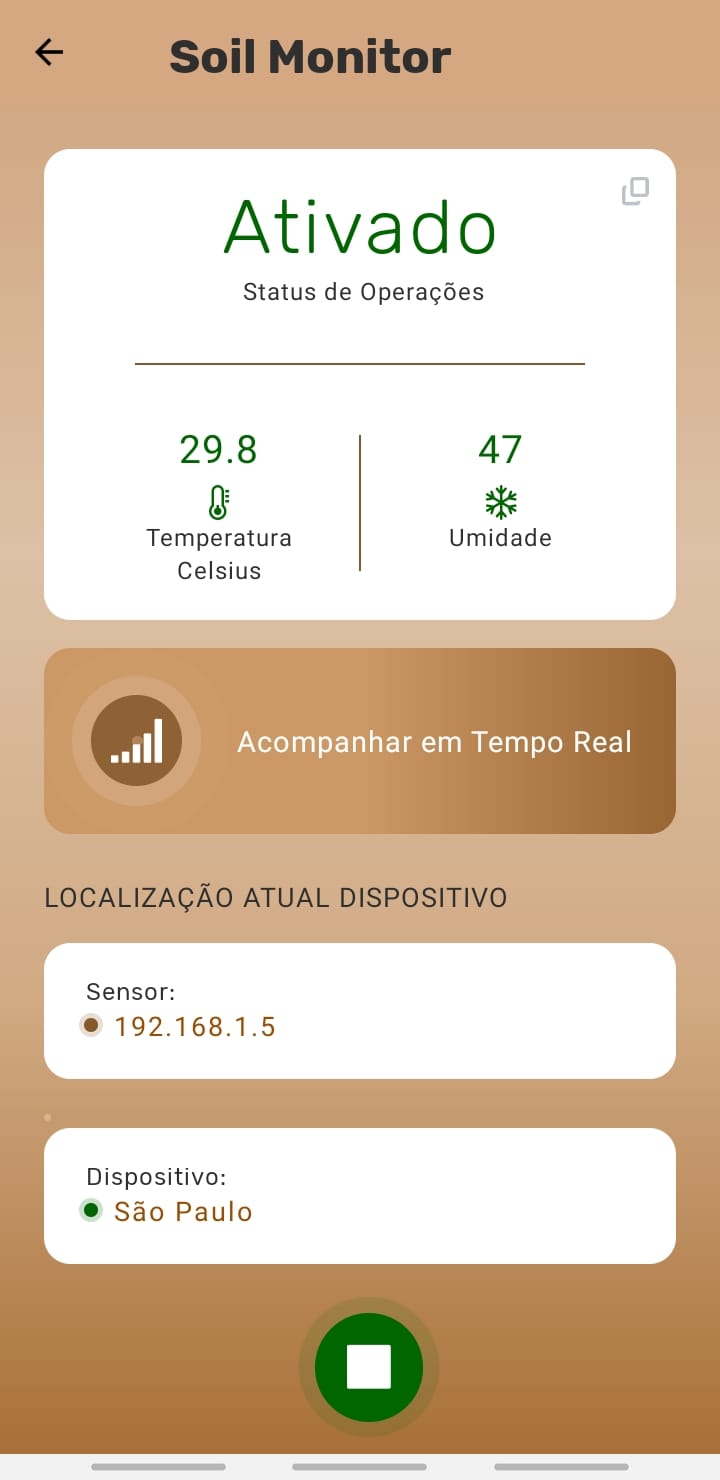 Soil Monitor
Ativado
Status de Operações
29.8
Temperatura
Celsius
47
Umidade
Acompanhar em Tempo Real
LOCALIZAÇÃO ATUAL DISPOSITIVO
Sensor:
192.168.1.5
Dispositivo:
São Paulo